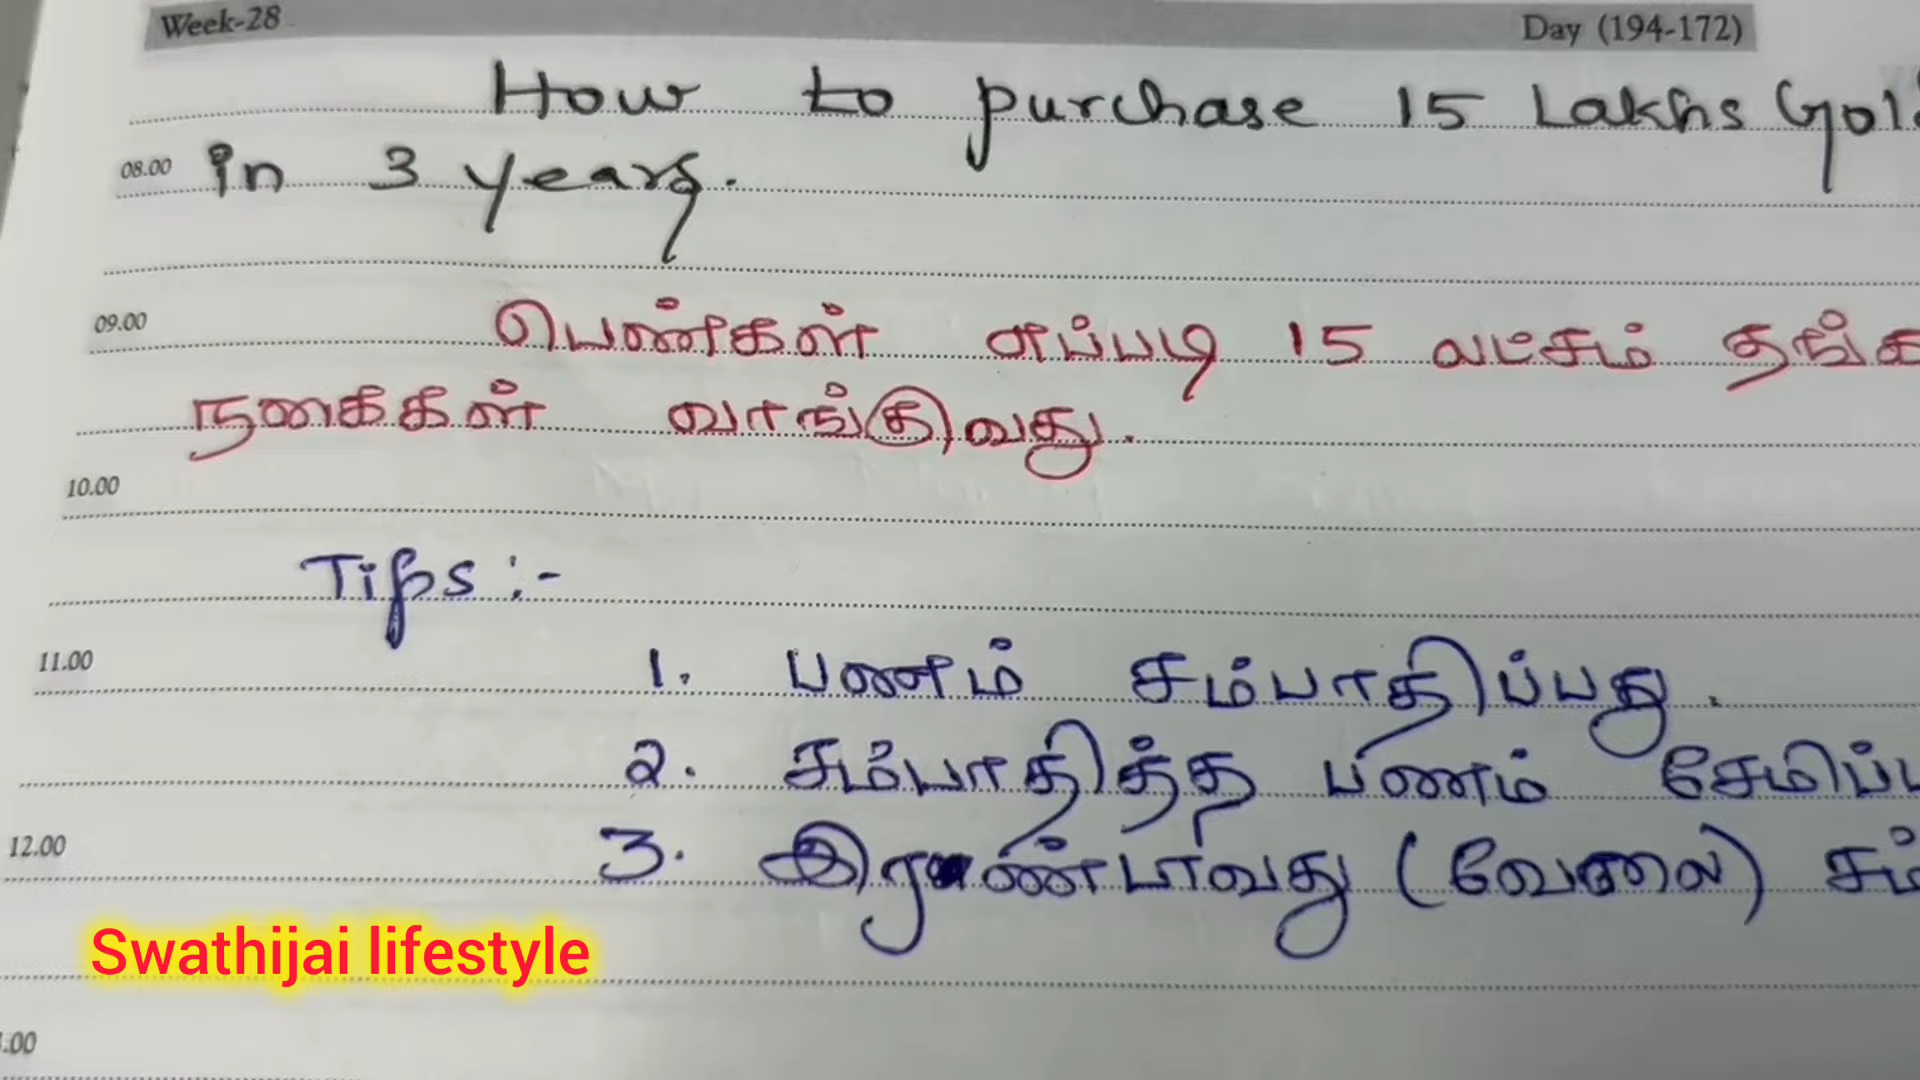 Week-28 Day (194-172)
How to purchase 15 Lakhs Gol
08.00 in 3 years.
09.00 பெண்கள் எப்படி 15 லட்சம் தங்க
நகைகள் வாங்குவது.
10.00
Tips :-
11.00 1. பணம் சம்பாதிப்பது.
2. சம்பாதித்த பணம் சேமிப்ப
12.00 3. இரண்டாவது (வேலை) சம்
Swathijai lifestyle
.00